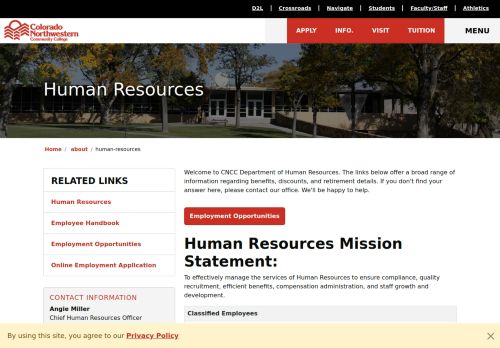 D2L | Crossroads | Navigate | Students | Faculty/Staff | Athletics
Colorado
Northwestern
Community College
APPLY INFO. VISIT TUITION MENU
Human Resources
Home / about / human-resources
RELATED LINKS
Human Resources
Employee Handbook
Employment Opportunities
Online Employment Application
CONTACT INFORMATION
Angie Miller
Chief Human Resources Officer
Welcome to CNCC Department of Human Resources. The links below offer a broad range of
information regarding benefits, discounts, and retirement details. If you don't find your
answer here, please contact our office. We'll be happy to help.
Employment Opportunities
Human Resources Mission
Statement:
To effectively manage the services of Human Resources to ensure compliance, quality
recruitment, efficient benefits, compensation administration, and staff growth and
development.
Classified Employees
By using this site, you agree to our Privacy Policy